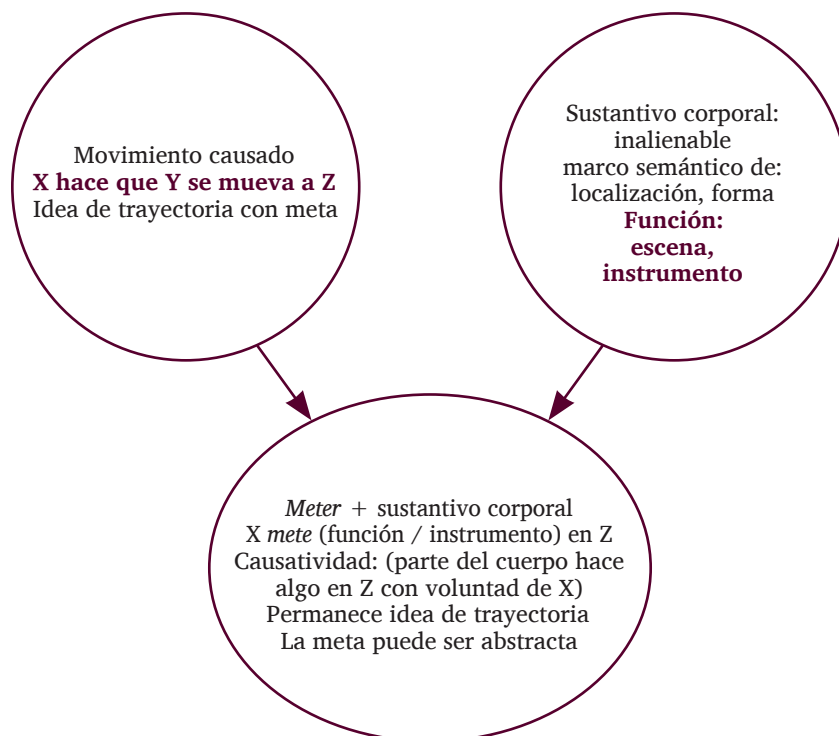 Movimiento causado
X hace que Y se mueva a Z
Idea de trayectoria con meta
Sustantivo corporal:
inalienable
marco semántico de:
localización, forma
Función:
escena,
instrumento
Meter + sustantivo corporal
X mete (función / instrumento) en Z
Causatividad: (parte del cuerpo hace
algo en Z con voluntad de X)
Permanece idea de trayectoria
La meta puede ser abstracta